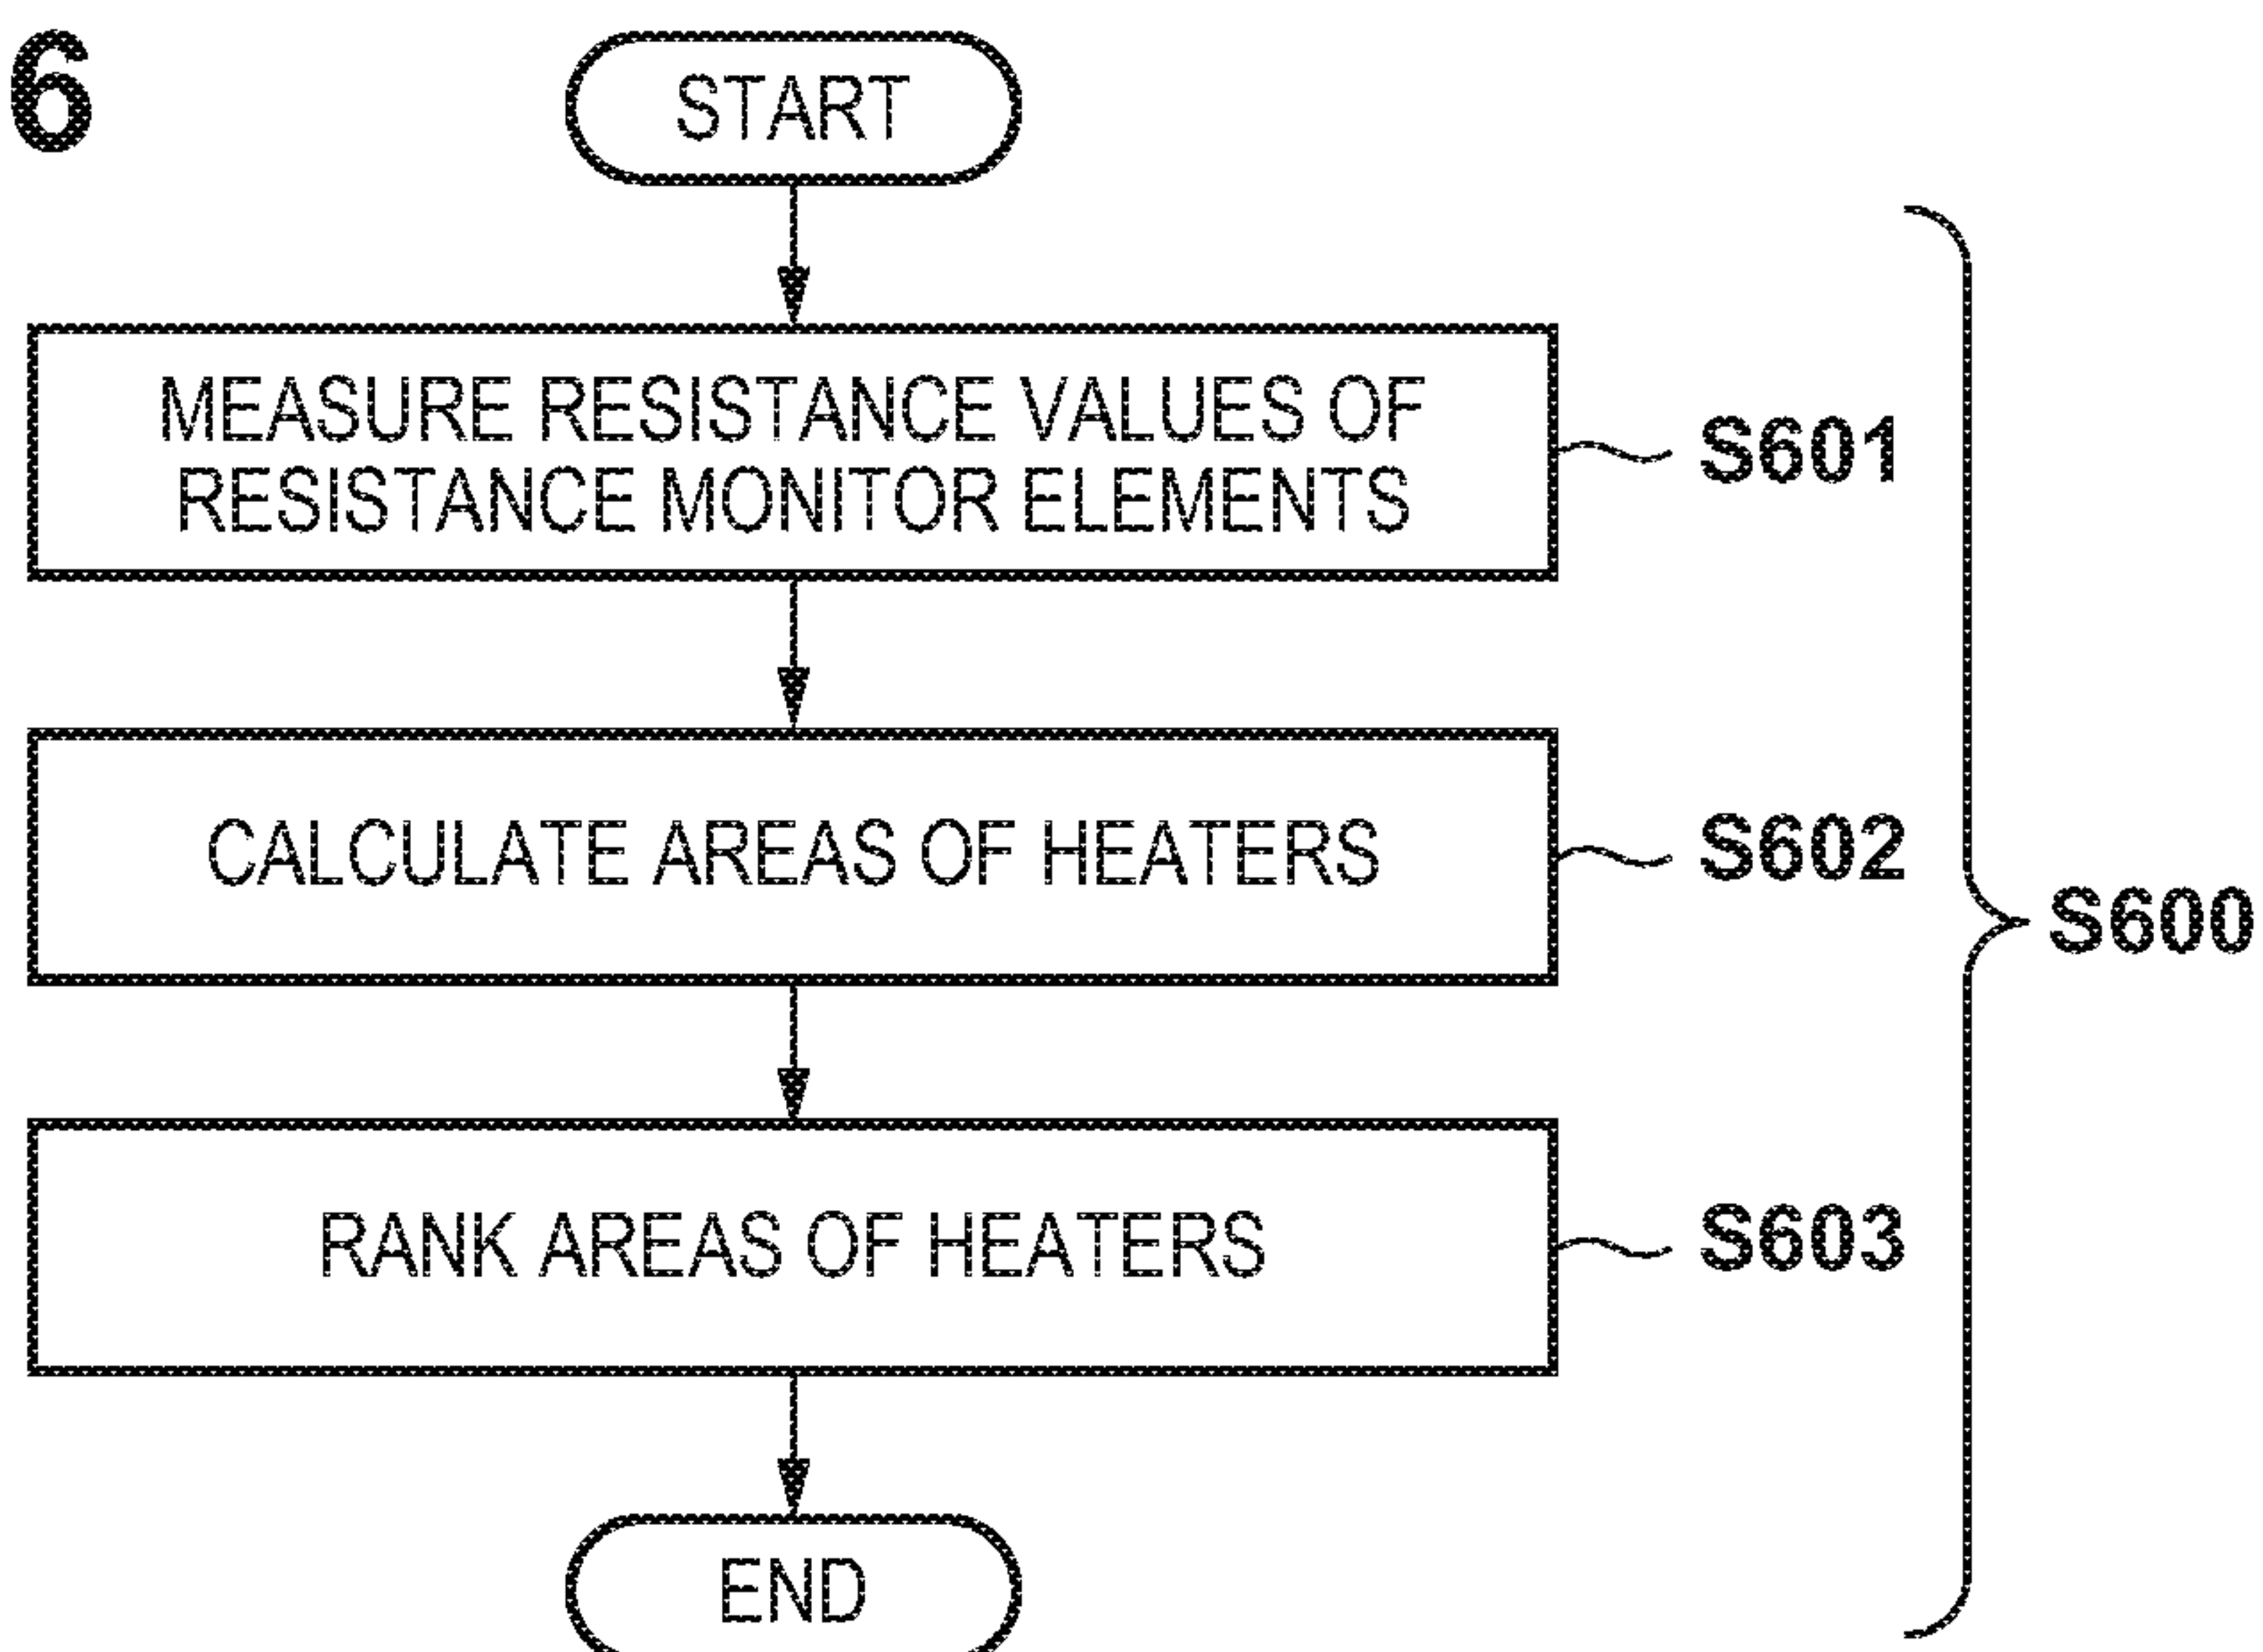 6
START
MEASURE RESISTANCE VALUES OF
RESISTANCE MONITOR ELEMENTS
S601
CALCULATE AREAS OF HEATERS
S602
S600
RANK AREAS OF HEATERS
S603
END